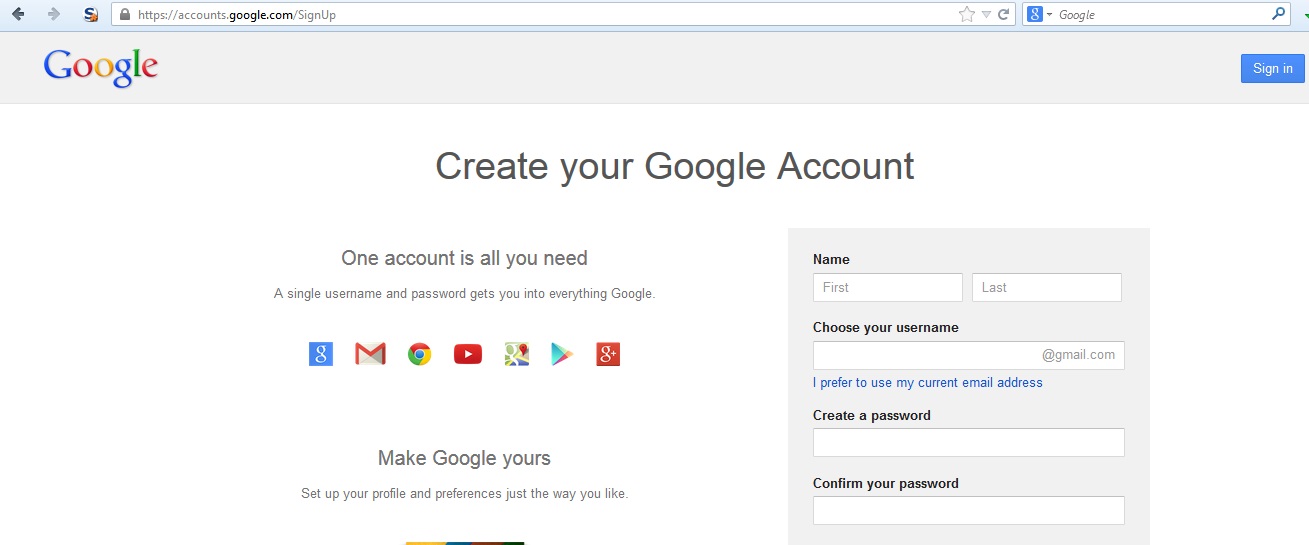 https://accounts.google.com/SignUp
Google
Google
Sign in
Create your Google Account
One account is all you need
A single username and password gets you into everything Google.
Make Google yours
Set up your profile and preferences just the way you like.
Name
First Last
Choose your username
@gmail.com
I prefer to use my current email address
Create a password
Confirm your password